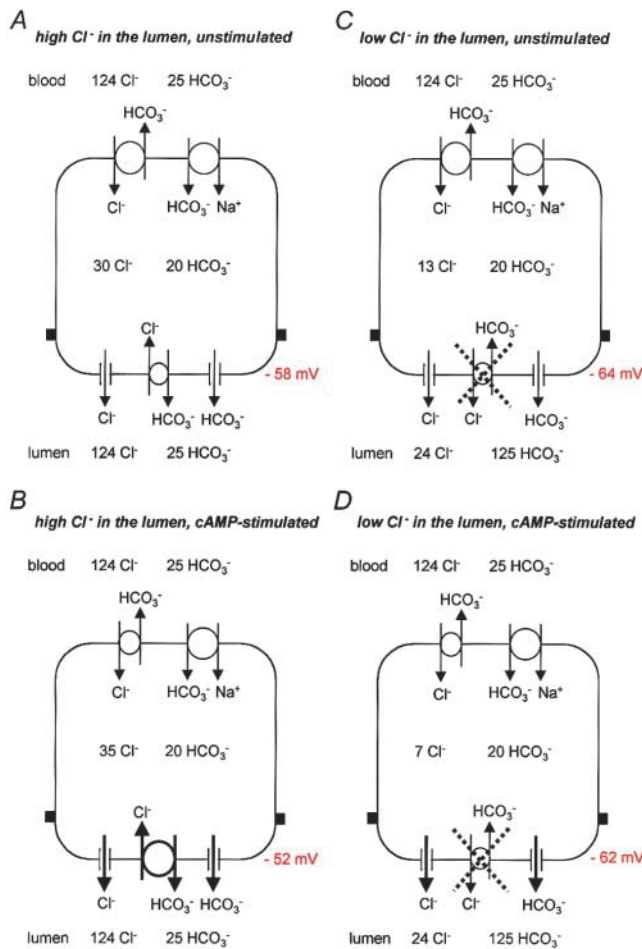 A
high Cl⁻ in the lumen, unstimulated
blood 124 Cl⁻ 25 HCO₃⁻
HCO₃⁻
Cl⁻ HCO₃⁻ Na⁺
30 Cl⁻ 20 HCO₃⁻
Cl⁻
- 58 mV
Cl⁻ HCO₃⁻ HCO₃⁻
lumen 124 Cl⁻ 25 HCO₃⁻
B
high Cl⁻ in the lumen, cAMP-stimulated
blood 124 Cl⁻ 25 HCO₃⁻
HCO₃⁻
Cl⁻ HCO₃⁻ Na⁺
35 Cl⁻ 20 HCO₃⁻
Cl⁻
- 52 mV
Cl⁻ HCO₃⁻ HCO₃⁻
lumen 124 Cl⁻ 25 HCO₃⁻
C
low Cl⁻ in the lumen, unstimulated
blood 124 Cl⁻ 25 HCO₃⁻
HCO₃⁻
Cl⁻ HCO₃⁻ Na⁺
13 Cl⁻ 20 HCO₃⁻
HCO₃⁻
- 64 mV
Cl⁻ Cl⁻ HCO₃⁻
lumen 24 Cl⁻ 125 HCO₃⁻
D
low Cl⁻ in the lumen, cAMP-stimulated
blood 124 Cl⁻ 25 HCO₃⁻
HCO₃⁻
Cl⁻ HCO₃⁻ Na⁺
7 Cl⁻ 20 HCO₃⁻
HCO₃⁻
- 62 mV
Cl⁻ Cl⁻ HCO₃⁻
lumen 24 Cl⁻ 125 HCO₃⁻